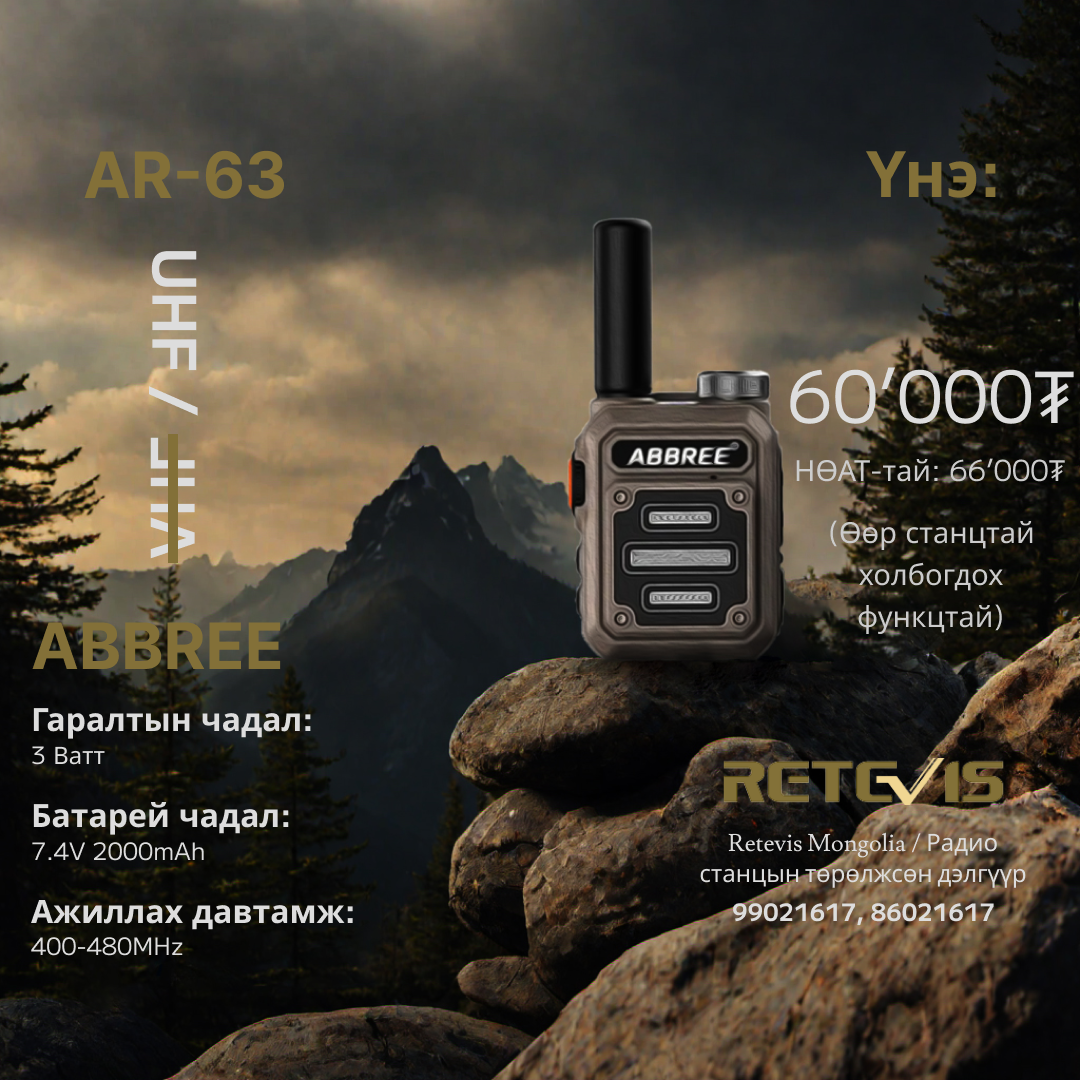 AR-63
UHF / VHF
ABBREE
Гаралтын чадал:
3 Ватт
Батарей чадал:
7.4V 2000mAh
Ажиллах давтамж:
400-480MHz
ABBREE
Үнэ:
60’000₮
НӨАТ-тай: 66’000₮
(Өөр станцтай
холбогдох
функцтай)
RETEVIS
Retevis Mongolia / Радио
станцын төрөлжсөн дэлгүүр
99021617, 86021617